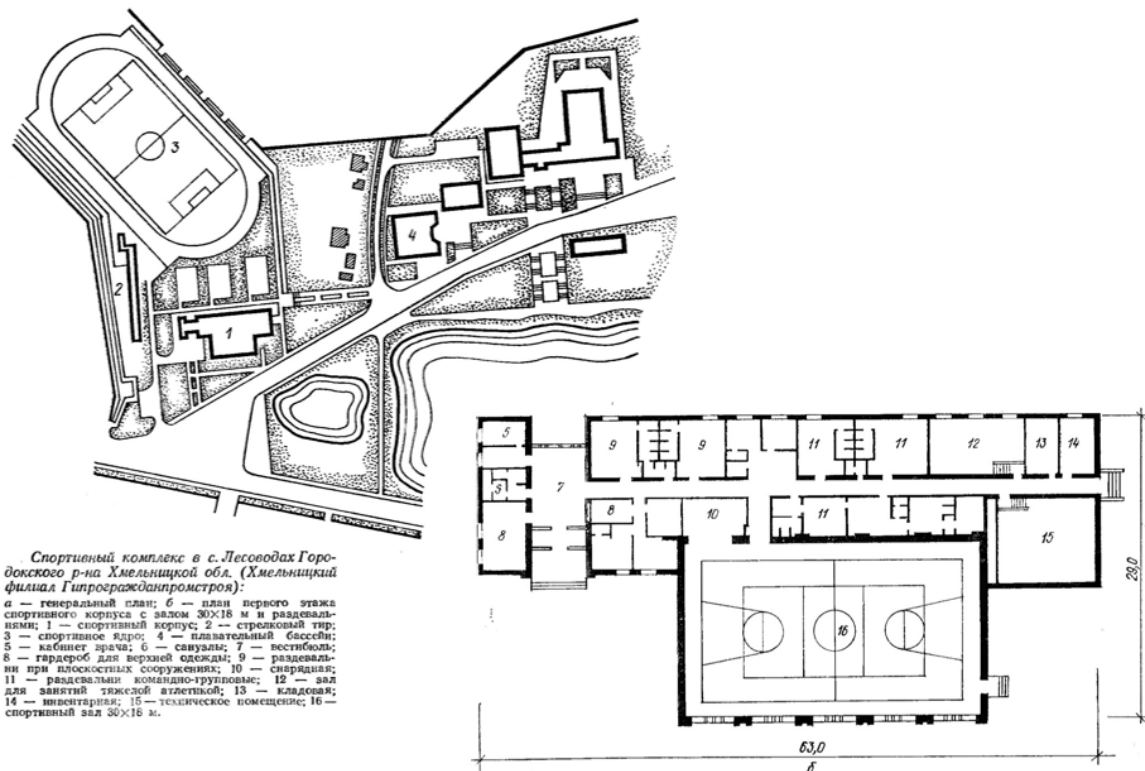 3
4
2
1
5
9
9
11
11
12
13
14
7
8
8
10
11
15
16
29,0
63,0
б
Спортивный комплекс в с. Лесоводах Горо-
докского р-на Хмельницкой обл. (Хмельницкий
филиал Гипрогражданпромстроя):
а — генеральный план; б — план первого этажа
спортивного корпуса с залом 30×18 м и раздеваль-
нями; 1 — спортивный корпус; 2 — стрелковый тир;
3 — спортивное ядро; 4 — плавательный бассейн;
5 — кабинет врача; 6 — санузлы; 7 — вестибюль;
8 — гардероб для верхней одежды; 9 — раздеваль-
ни при плоскостных сооружениях; 10 — снарядная;
11 — раздевальни командно-групповые; 12 — зал
для занятий тяжелой атлетикой; 13 — кладовая;
14 — инвентарная; 15 — техническое помещение; 16 —
спортивный зал 30×18 м.